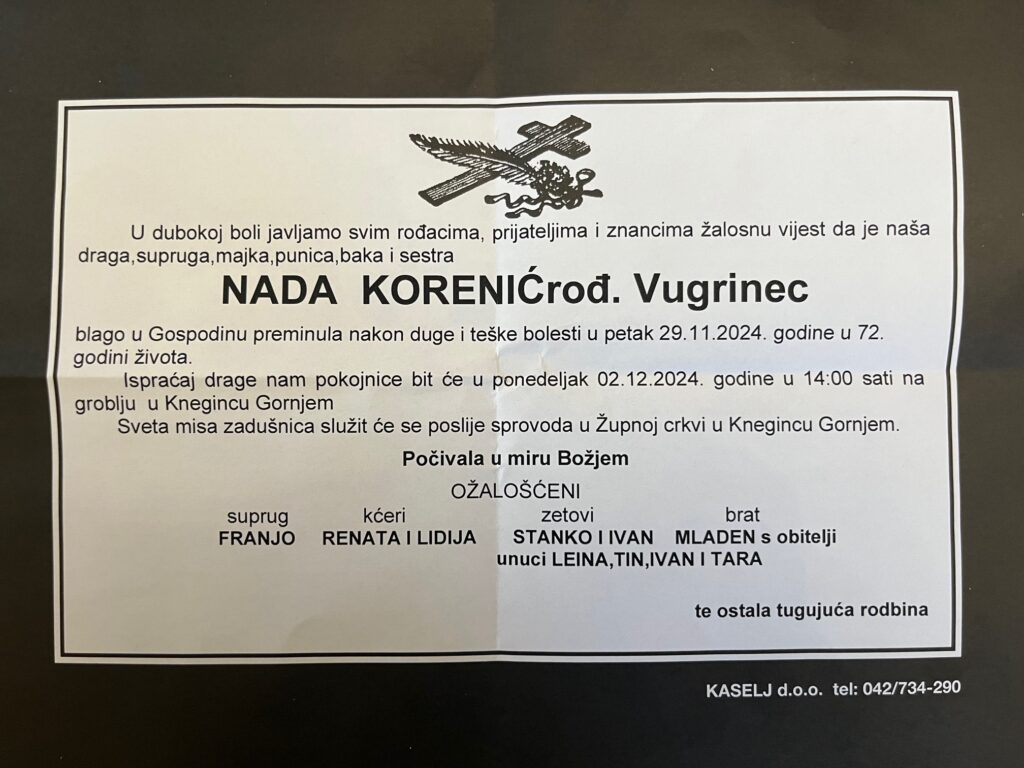 U dubokoj boli javljamo svim rođacima, prijateljima i znancima žalosnu vijest da je naša
draga,supruga,majka,punica,baka i sestra
NADA KORENIĆrođ. Vugrinec
blago u Gospodinu preminula nakon duge i teške bolesti u petak 29.11.2024. godine u 72.
godini života.
Ispraćaj drage nam pokojnice bit će u ponedeljak 02.12.2024. godine u 14:00 sati na
groblju u Knegincu Gornjem
Sveta misa zadušnica služit će se poslije sprovoda u Župnoj crkvi u Knegincu Gornjem.
Počivala u miru Božjem
OŽALOŠĆENI
suprug kćeri zetovi brat
FRANJO RENATA I LIDIJA STANKO I IVAN MLADEN s obitelji
unuci LEINA,TIN,IVAN I TARA
te ostala tugujuća rodbina
KASELJ d.o.o. tel: 042/734-290